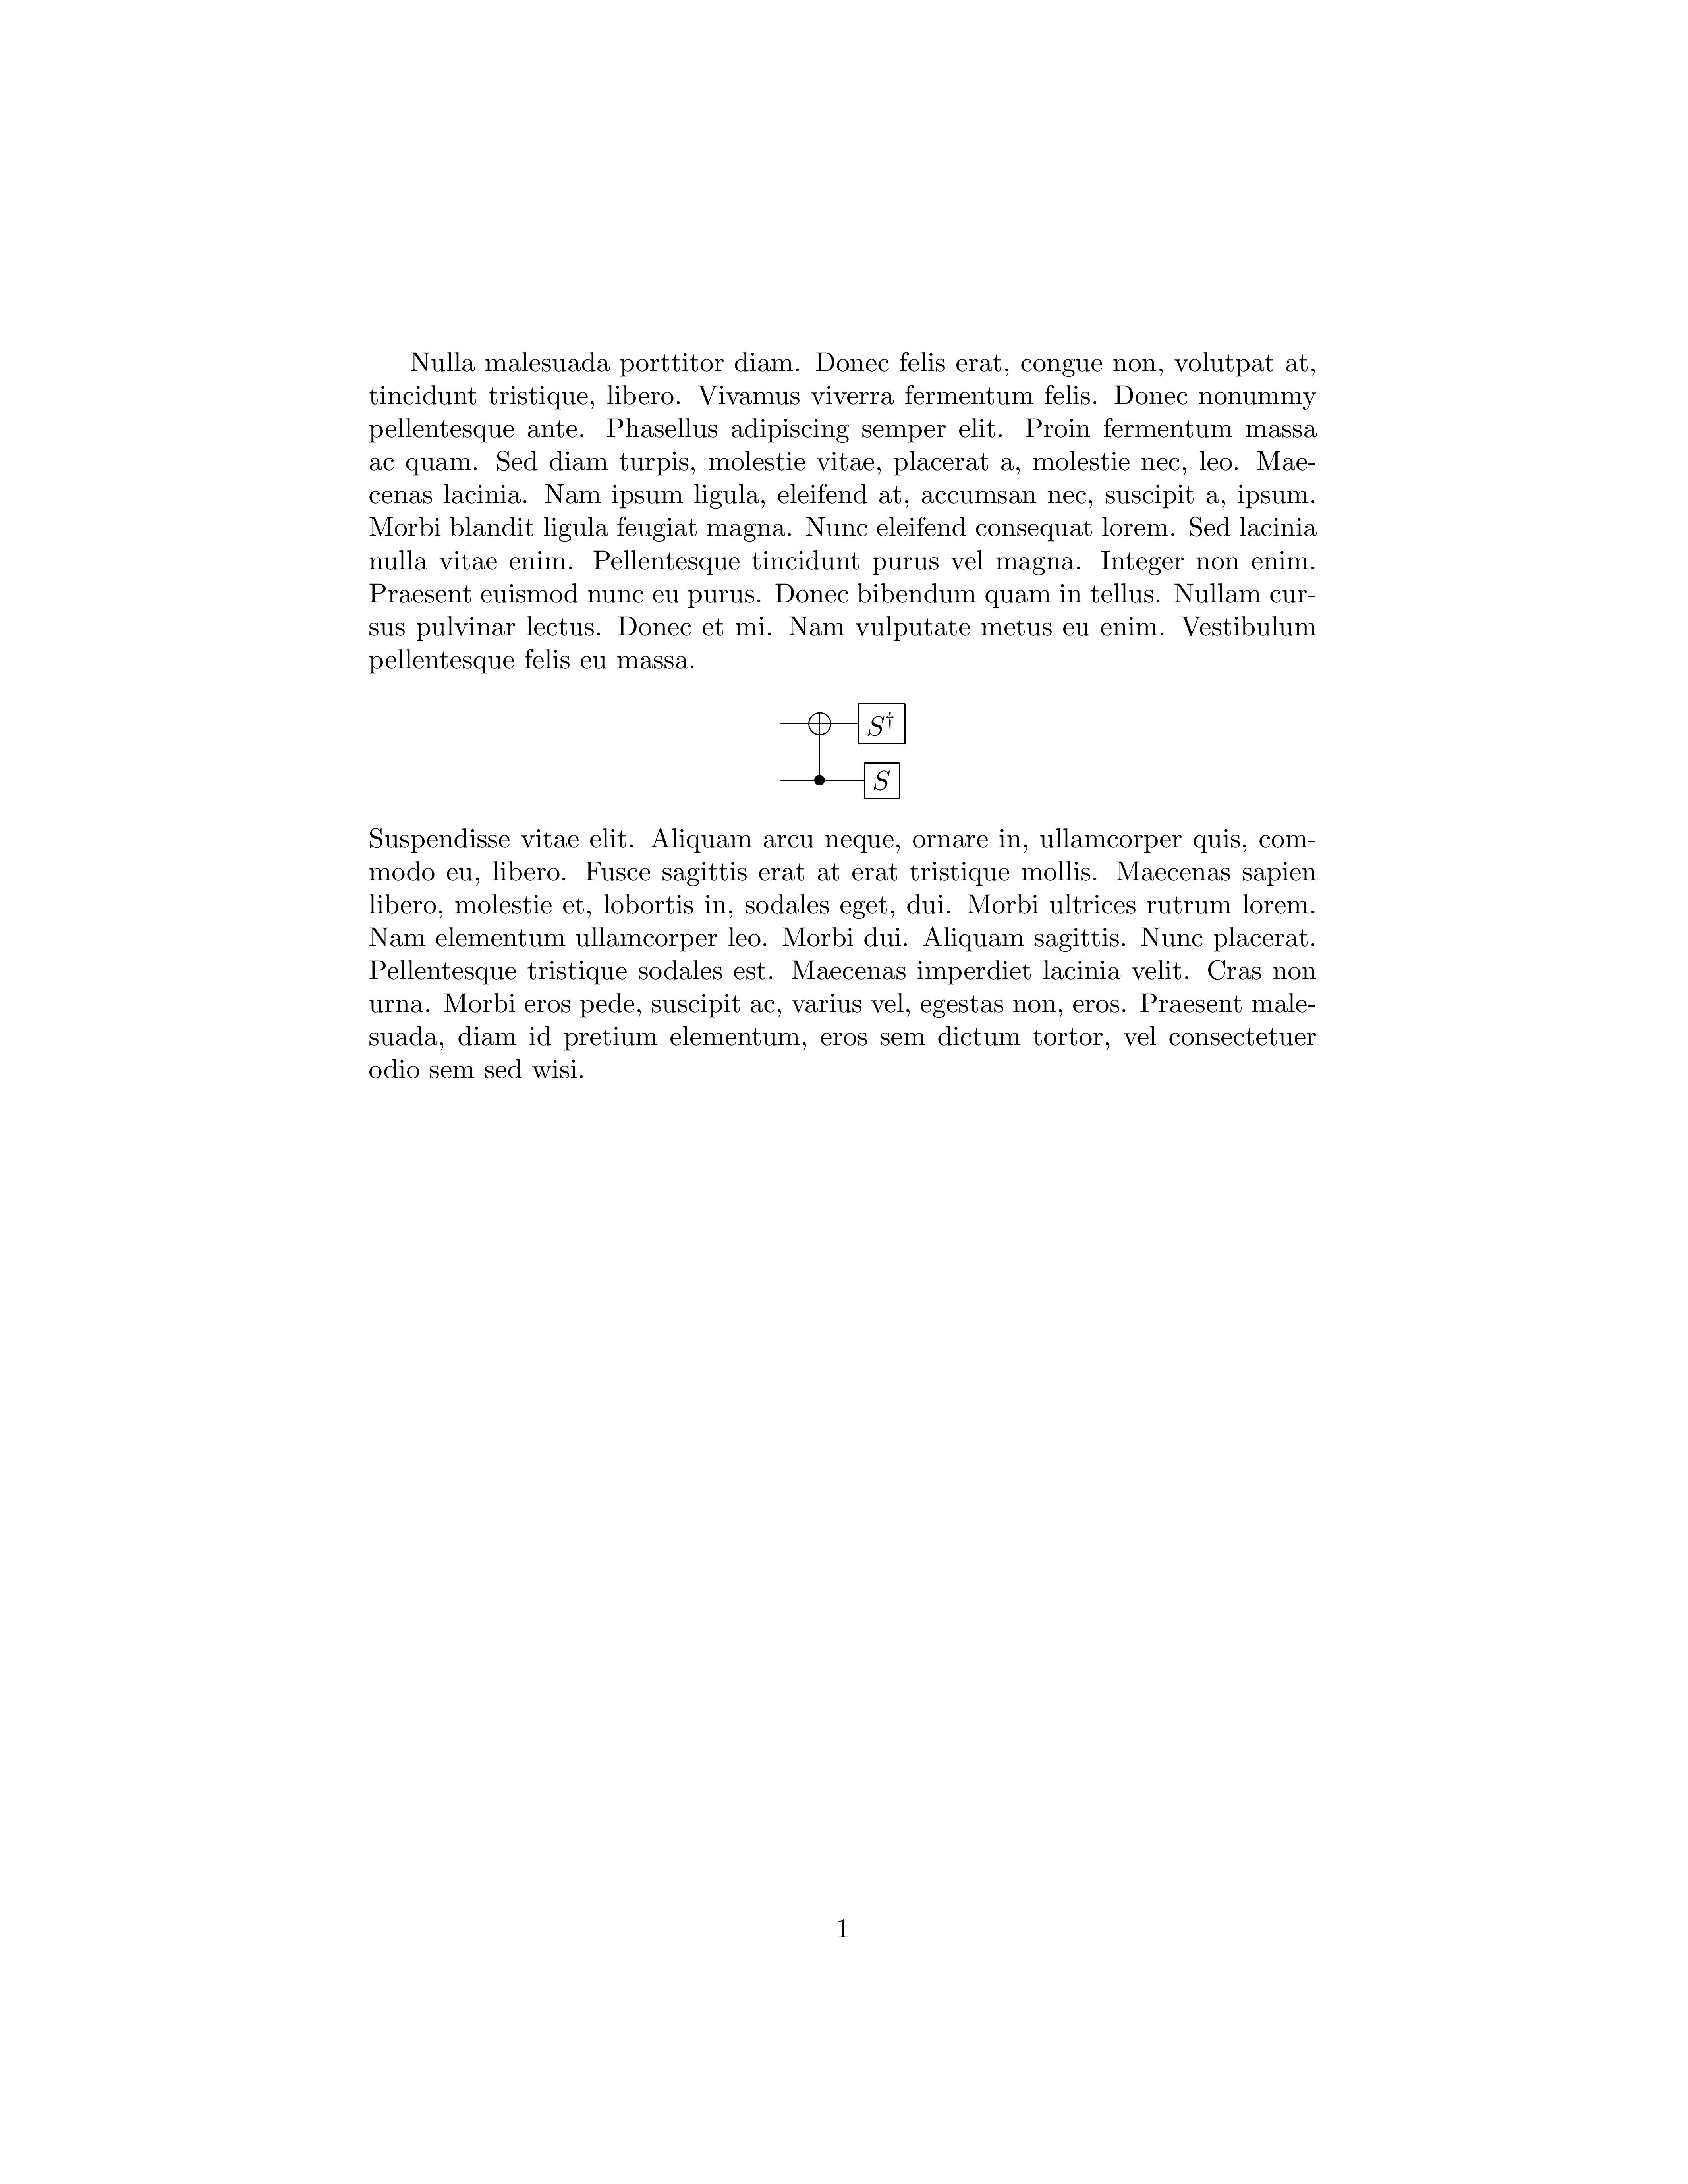 Nulla malesuada porttitor diam. Donec felis erat, congue non, volutpat at,
tincidunt tristique, libero. Vivamus viverra fermentum felis. Donec nonummy
pellentesque ante. Phasellus adipiscing semper elit. Proin fermentum massa
ac quam. Sed diam turpis, molestie vitae, placerat a, molestie nec, leo. Mae-
cenas lacinia. Nam ipsum ligula, eleifend at, accumsan nec, suscipit a, ipsum.
Morbi blandit ligula feugiat magna. Nunc eleifend consequat lorem. Sed lacinia
nulla vitae enim. Pellentesque tincidunt purus vel magna. Integer non enim.
Praesent euismod nunc eu purus. Donec bibendum quam in tellus. Nullam cur-
sus pulvinar lectus. Donec et mi. Nam vulputate metus eu enim. Vestibulum
pellentesque felis eu massa.
S†
S
Suspendisse vitae elit. Aliquam arcu neque, ornare in, ullamcorper quis, com-
modo eu, libero. Fusce sagittis erat at erat tristique mollis. Maecenas sapien
libero, molestie et, lobortis in, sodales eget, dui. Morbi ultrices rutrum lorem.
Nam elementum ullamcorper leo. Morbi dui. Aliquam sagittis. Nunc placerat.
Pellentesque tristique sodales est. Maecenas imperdiet lacinia velit. Cras non
urna. Morbi eros pede, suscipit ac, varius vel, egestas non, eros. Praesent male-
suada, diam id pretium elementum, eros sem dictum tortor, vel consectetuer
odio sem sed wisi.
1